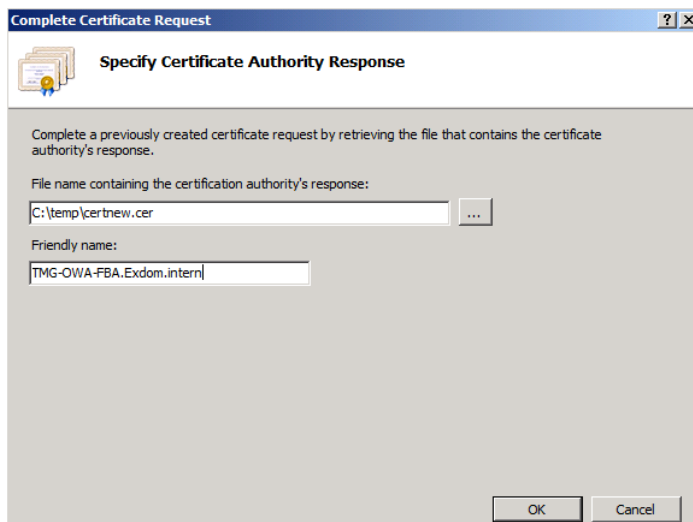 Complete Certificate Request
Specify Certificate Authority Response
Complete a previously created certificate request by retrieving the file that contains the certificate
authority's response.
File name containing the certification authority's response:
C:\temp\certnew.cer
...
Friendly name:
TMG-OWA-FBA.Exdom.intern
OK Cancel